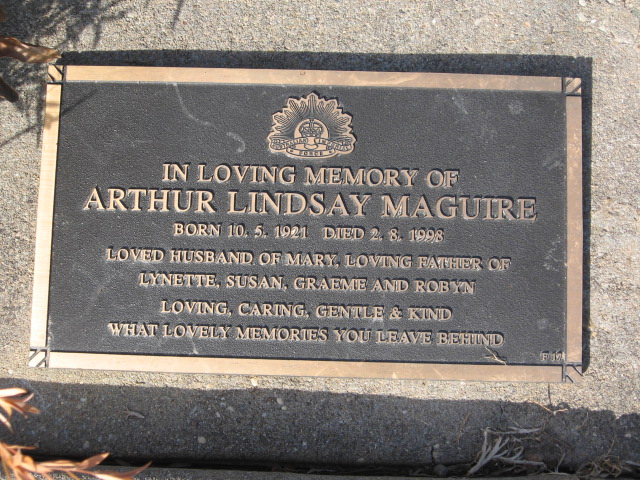 IN LOVING MEMORY OF
ARTHUR LINDSAY MAGUIRE
BORN 10. 5. 1921 DIED 2. 8. 1998
LOVED HUSBAND OF MARY, LOVING FATHER OF
LYNETTE, SUSAN, GRAEME AND ROBYN
LOVING, CARING, GENTLE & KIND
WHAT LOVELY MEMORIES YOU LEAVE BEHIND